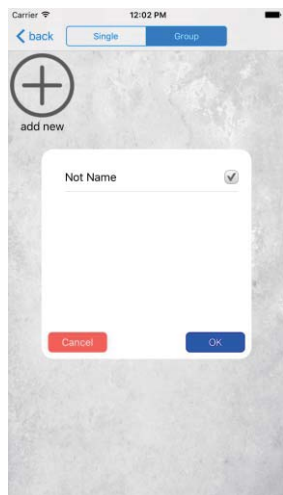 Carrier 12:02 PM
back Single Group
add new
Not Name
Cancel OK